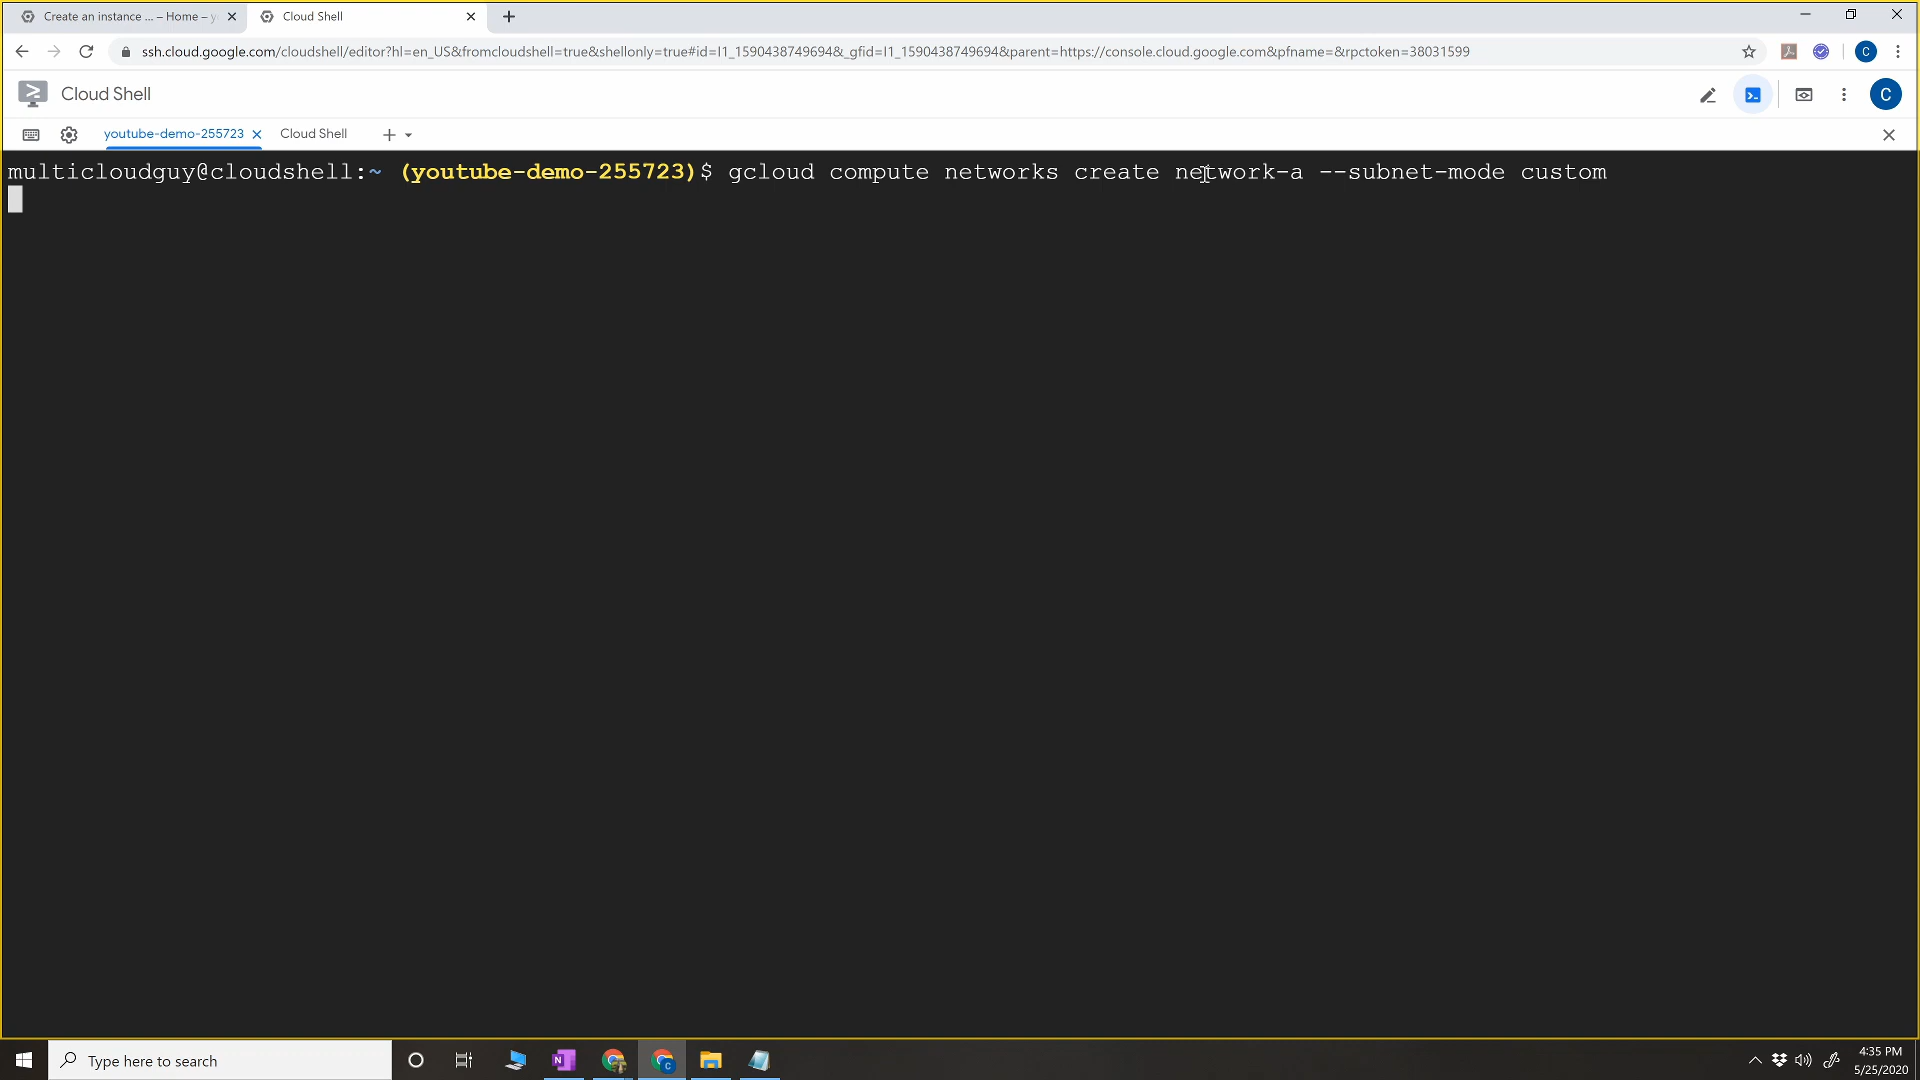 Create an instance ... – Home – y
Cloud Shell
ssh.cloud.google.com/cloudshell/editor?hl=en_US&fromcloudshell=true&shellonly=true#id=I1_1590438749694&_gfid=I1_1590438749694&parent=https://console.cloud.google.com&pfname=&rpctoken=38031599
C
Cloud Shell
C
youtube-demo-255723
Cloud Shell
multicloudguy@cloudshell:~ (youtube-demo-255723)$ gcloud compute networks create network-a --subnet-mode custom
Type here to search
4:35 PM
5/25/2020